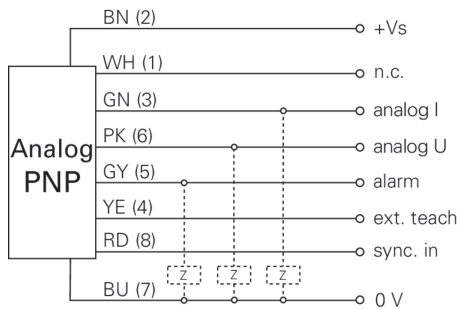 BN (2) +Vs
WH (1) n.c.
GN (3) analog I
PK (6) analog U
Analog
PNP
GY (5) alarm
YE (4) ext. teach
RD (8) sync. in
Z Z Z
BU (7) 0 V